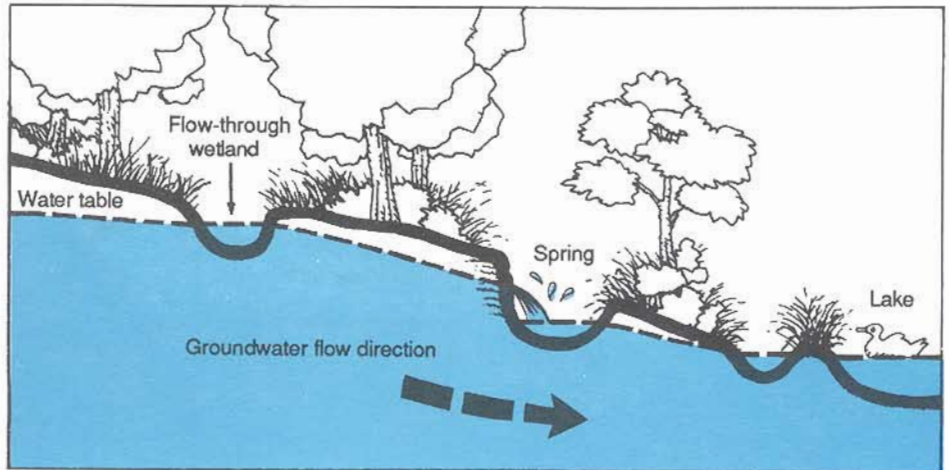 Flow-through
wetland
Water table
Spring
Lake
Groundwater flow direction